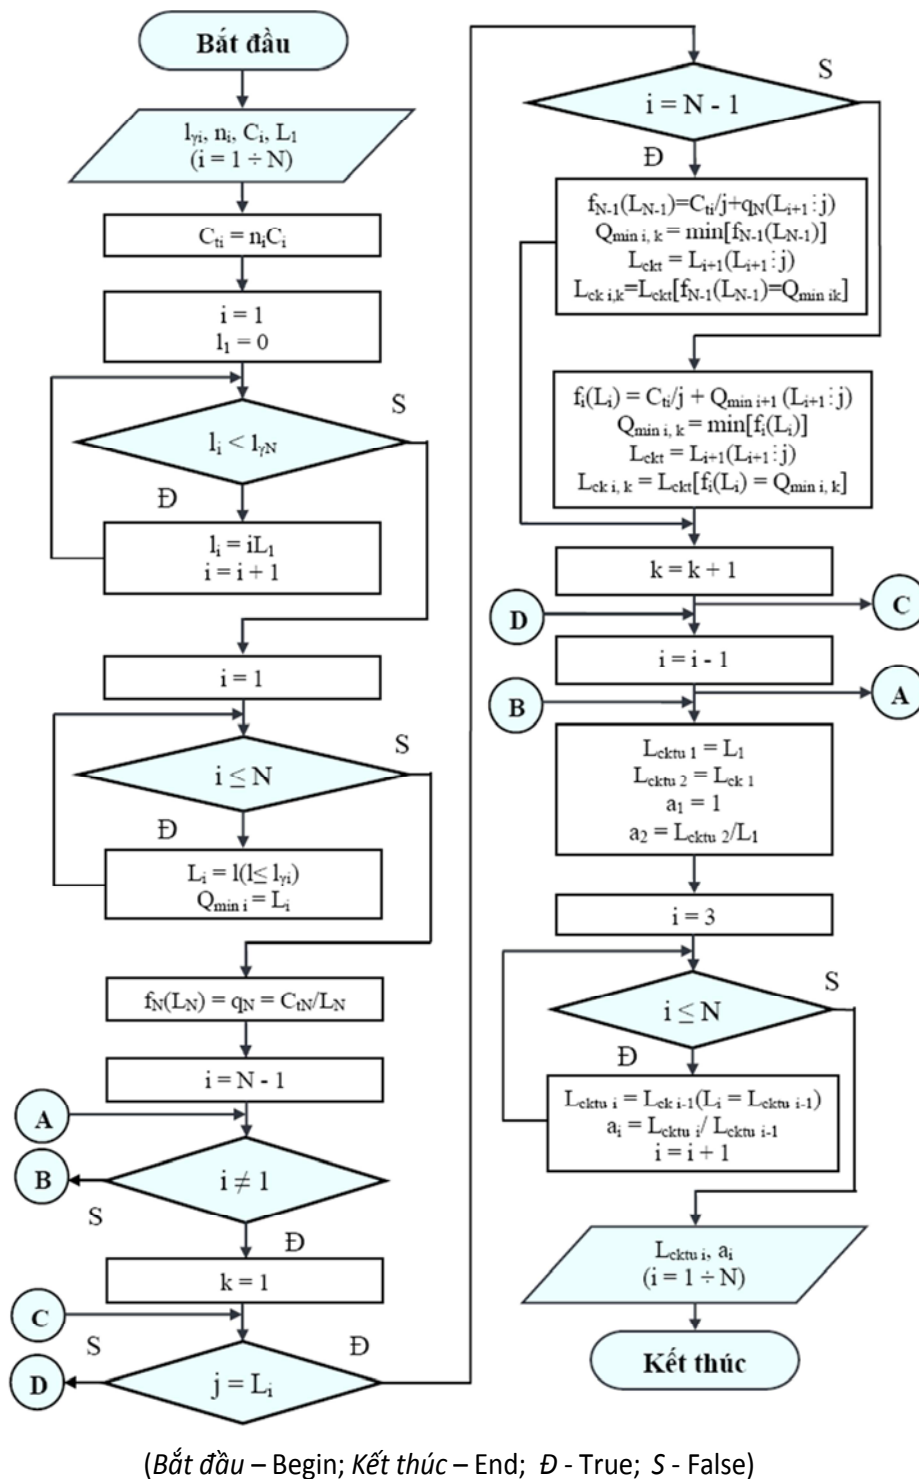 Bắt đầu
lγi, ni, Ci, L1
(i = 1 ÷ N)
Cti = niCi
i = 1
l1 = 0
S
li < lγN
Đ
li = iL1
i = i + 1
i = 1
S
i ≤ N
Đ
Li = l(l≤ lγi)
Qmin i = Li
fN(LN) = qN = CtN/LN
i = N - 1
A
i ≠ 1
B
S
Đ
k = 1
C
S
Đ
j = Li
D
S
i = N - 1
Đ
fN-1(LN-1)=Cti/j+qN(Li+1⋮j)
Qmin i, k = min[fN-1(LN-1)]
Lckt = Li+1(Li+1⋮j)
Lck i,k=Lckt[fN-1(LN-1)=Qmin ik]
fi(Li) = Cti/j + Qmin i+1 (Li+1⋮j)
Qmin i, k = min[fi(Li)]
Lckt = Li+1(Li+1⋮j)
Lck i, k = Lckt[fi(Li) = Qmin i, k]
k = k + 1
C
D
i = i - 1
A
B
Lcktu 1 = L1
Lcktu 2 = Lck 1
a1 = 1
a2 = Lcktu 2/L1
i = 3
S
i ≤ N
Đ
Lcktu i = Lck i-1(Li = Lcktu i-1)
ai = Lcktu i/ Lcktu i-1
i = i + 1
Lcktu i, ai
(i = 1 ÷ N)
Kết thúc
(Bắt đầu – Begin; Kết thúc – End; Đ - True; S - False)